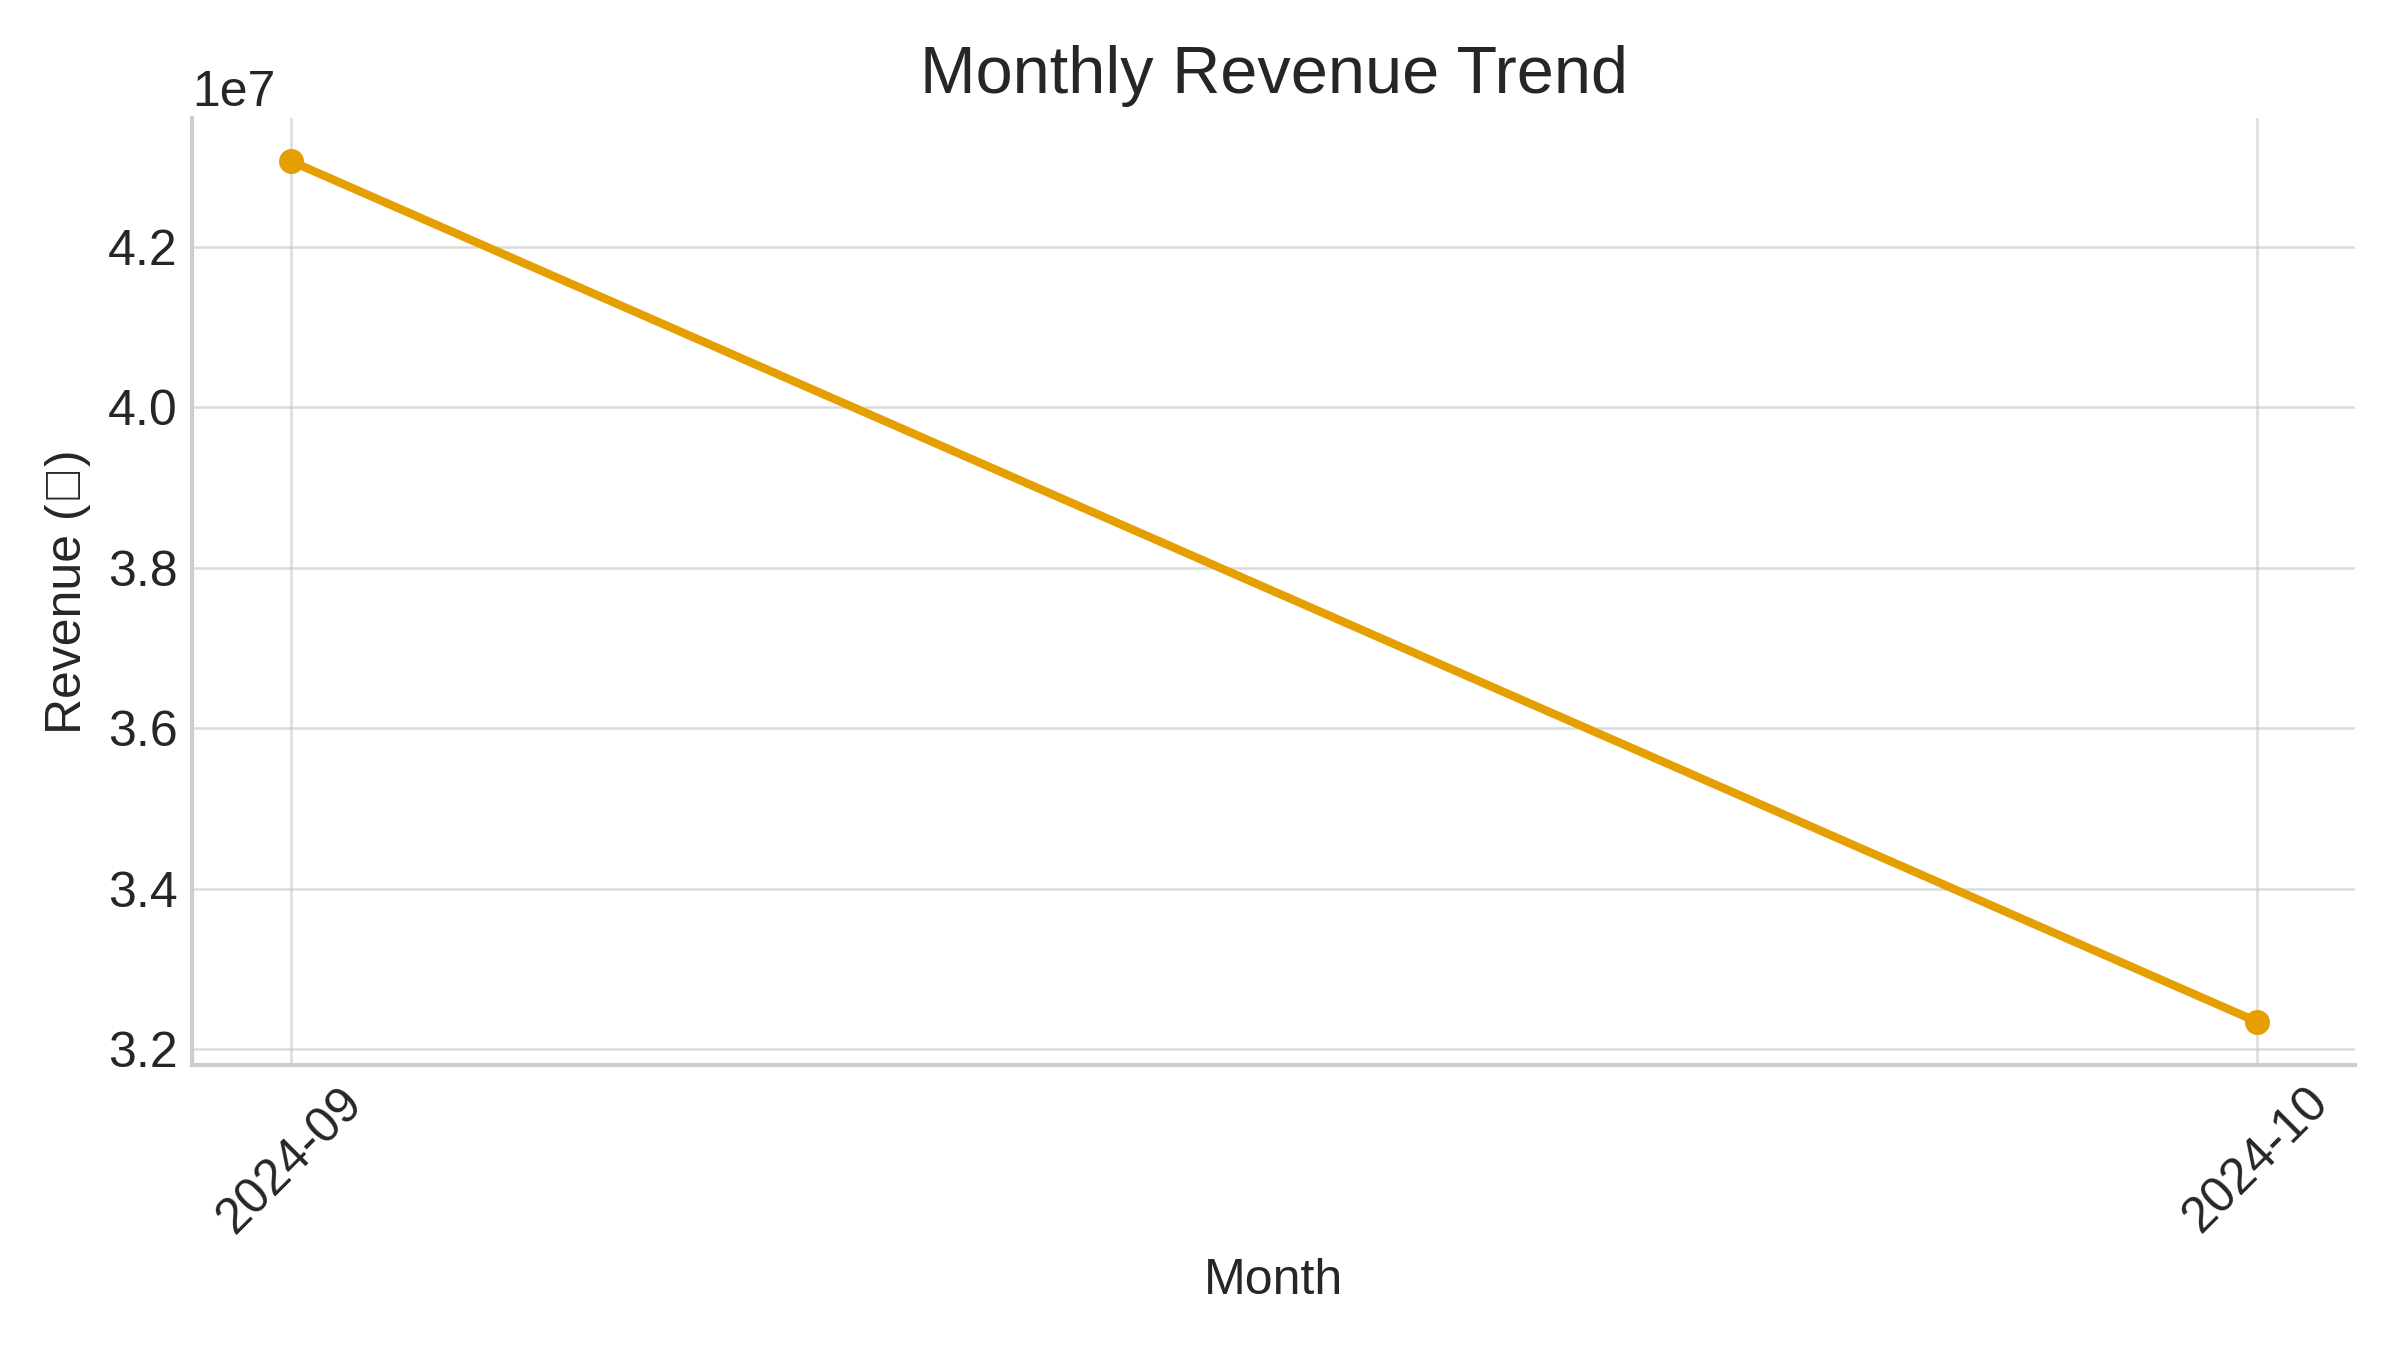 Monthly Revenue Trend
1e7
4.2
4.0
3.8
3.6
3.4
3.2
Revenue (□)
2024-09
2024-10
Month